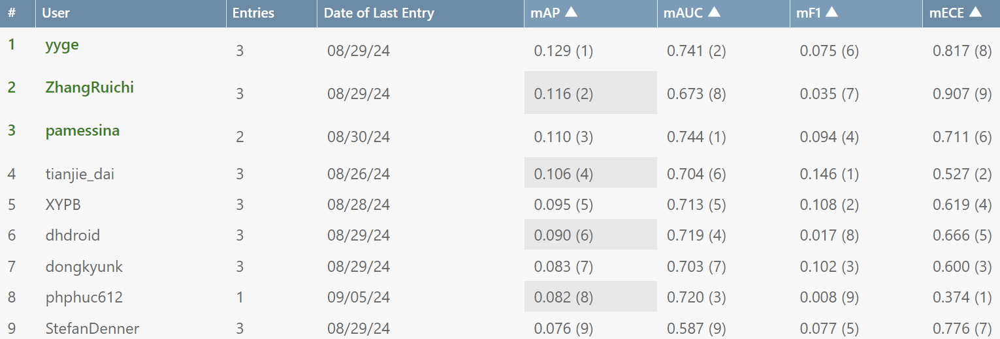 # User Entries Date of Last Entry mAP ▲ mAUC ▲ mF1 ▲ mECE ▲
1 yyge 3 08/29/24 0.129 (1) 0.741 (2) 0.075 (6) 0.817 (8)
2 ZhangRuichi 3 08/29/24 0.116 (2) 0.673 (8) 0.035 (7) 0.907 (9)
3 pamessina 2 08/30/24 0.110 (3) 0.744 (1) 0.094 (4) 0.711 (6)
4 tianjie_dai 3 08/26/24 0.106 (4) 0.704 (6) 0.146 (1) 0.527 (2)
5 XYPB 3 08/28/24 0.095 (5) 0.713 (5) 0.108 (2) 0.619 (4)
6 dhdroid 3 08/29/24 0.090 (6) 0.719 (4) 0.017 (8) 0.666 (5)
7 dongkyunk 3 08/29/24 0.083 (7) 0.703 (7) 0.102 (3) 0.600 (3)
8 phphuc612 1 09/05/24 0.082 (8) 0.720 (3) 0.008 (9) 0.374 (1)
9 StefanDenner 3 08/29/24 0.076 (9) 0.587 (9) 0.077 (5) 0.776 (7)